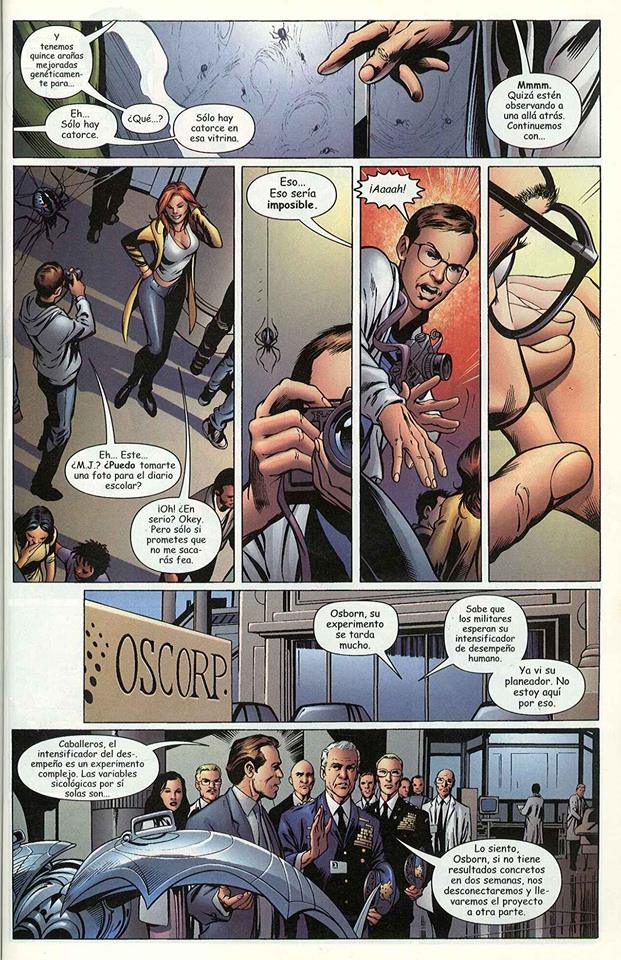 Y
tenemos
quince arañas
mejoradas
genéticamen-
te para...
Eh...
Sólo hay
catorce.
¿Qué...?
Sólo hay
catorce en
esa vitrina.
Mmmm.
Quizá estén
observando a
una allá atrás.
Continuemos
con...
Eh... Este...
¿M.J.? ¿Puedo tomarte
una foto para el diario
escolar?
¡Oh! ¿En
serio? Okey.
Pero sólo si
prometes que
no me saca-
rás fea.
Eso...
Eso sería
imposible.
¡Aaaah!
OSCORP.
Osborn, su
experimento
se tarda
mucho.
Sabe que
los militares
esperan su
intensificador
de desempeño
humano.
Ya vi su
planeador. No
estoy aquí
por eso.
Caballeros, el
intensificador del des-.
empeño es un experimento
complejo. Las variables
sicológicas por sí
solas son...
Lo siento,
Osborn, si no tiene
resultados concretos
en dos semanas, nos
desconectaremos y lle-
varemos el proyecto
a otra parte.